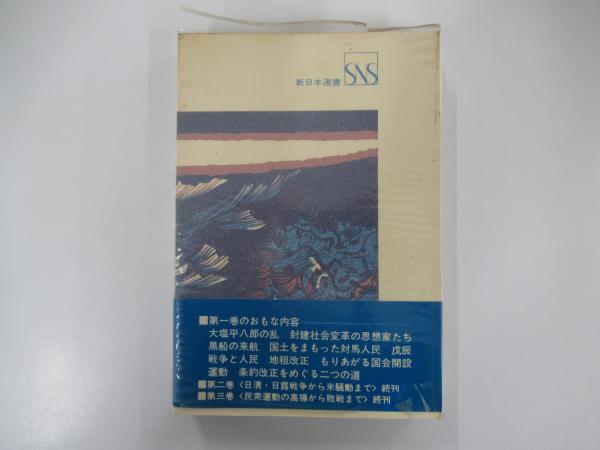 SNS
新日本選書
■第一巻のおもな内容
大塩平八郎の乱 封建社会変革の思想家たち
黒船の来航 国土をまもった対馬人民 戊辰
戦争と人民 地租改正 もりあがる国会開設
運動 条約改正をめぐる二つの道
■第二巻〈日清・日露戦争から米騒動まで〉続刊
■第三巻〈民衆運動の高揚から敗戦まで〉続刊